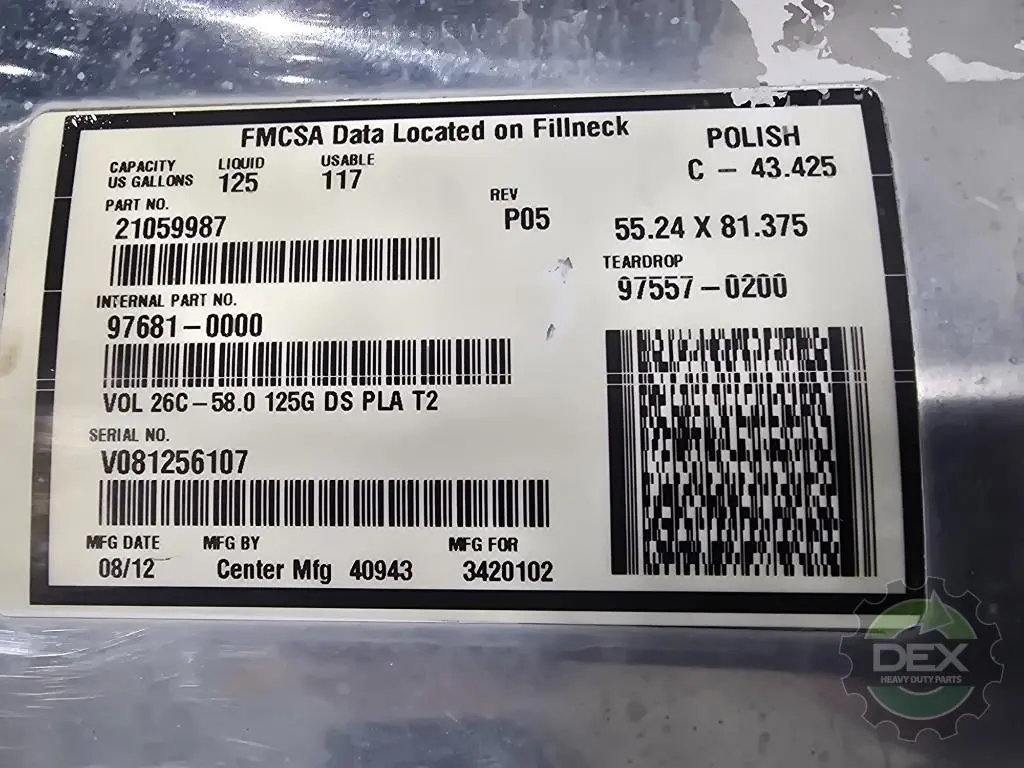 FMCSA Data Located on Fillneck
POLISH
CAPACITY US GALLONS
LIQUID
125
USABLE
117
C - 43.425
PART NO.
21059987
REV
P05
55.24 X 81.375
TEARDROP
97557-0200
INTERNAL PART NO.
97681-0000
VOL 26C-58.0 125G DS PLA T2
SERIAL NO.
V081256107
MFG DATE
08/12
MFG BY
Center Mfg 40943
MFG FOR
3420102
DEX
HEAVY DUTY PARTS